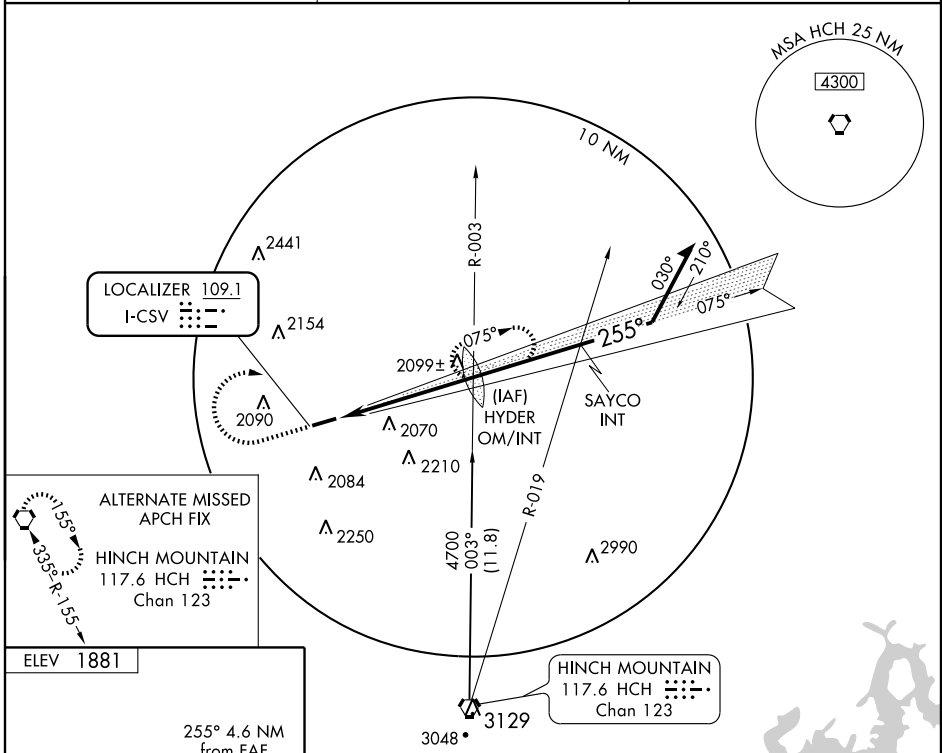 MSA HCH 25 NM
4300
10 NM
R-003
2441
030°
210°
LOCALIZER 109.1
I-CSV
075°
2154
255°
075°
2099±
(IAF)
HYDER
OM/INT
SAYCO
INT
2090
2070
2210
2084
R-019
ALTERNATE MISSED
APCH FIX
155°
2250
4700
003°
(11.8)
2990
HINCH MOUNTAIN
117.6 HCH
Chan 123
335°
R-155
ELEV 1881
HINCH MOUNTAIN
117.6 HCH
Chan 123
3129
3048
255° 4.6 NM
from FAF